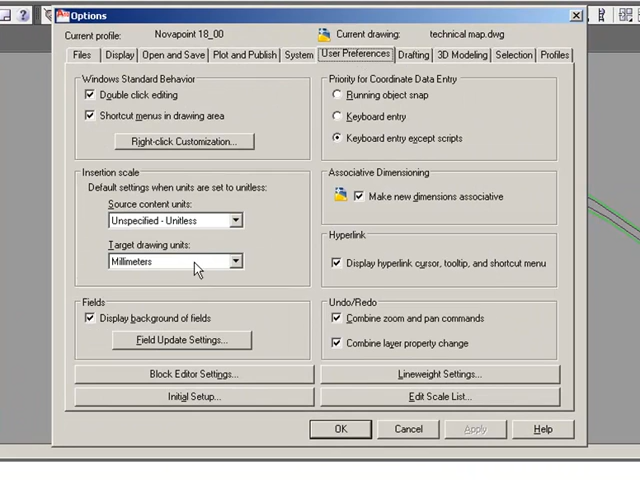 Options
Current profile: Novapoint 18_00 Current drawing: technical map.dwg
Files Display Open and Save Plot and Publish System User Preferences Drafting 3D Modeling Selection Profiles
Windows Standard Behavior
Double click editing
Shortcut menus in drawing area
Right-click Customization...
Insertion scale
Default settings when units are set to unitless:
Source content units:
Unspecified - Unitless
Target drawing units:
Millimeters
Fields
Display background of fields
Field Update Settings...
Block Editor Settings...
Initial Setup...
Priority for Coordinate Data Entry
Running object snap
Keyboard entry
Keyboard entry except scripts
Associative Dimensioning
Make new dimensions associative
Hyperlink
Display hyperlink cursor, tooltip, and shortcut menu
Undo/Redo
Combine zoom and pan commands
Combine layer property change
Lineweight Settings...
Edit Scale List...
OK Cancel Apply Help